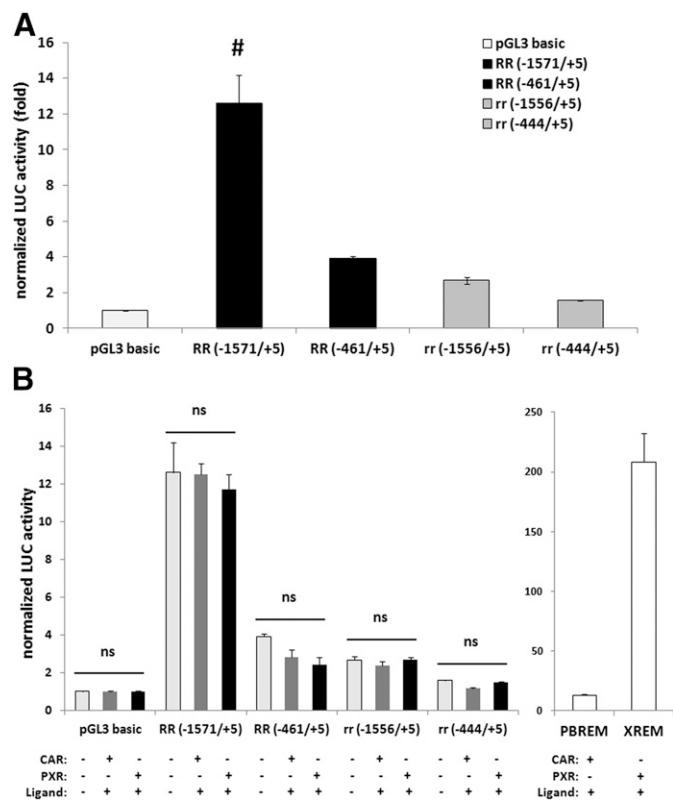 A
#
pGL3 basic
RR (-1571/+5)
RR (-461/+5)
rr (-1556/+5)
rr (-444/+5)
normalized LUC activity (fold)
16
14
12
10
8
6
4
2
0
pGL3 basic RR (-1571/+5) RR (-461/+5) rr (-1556/+5) rr (-444/+5)
B
normalized LUC activity
16
14
12
10
8
6
4
2
0
ns
ns
ns
ns
ns
pGL3 basic RR (-1571/+5) RR (-461/+5) rr (-1556/+5) rr (-444/+5)
CAR: - + - - + - - + - - + - - + -
PXR: - - + - - + - - + - - + - - +
Ligand: - + + - + + - + + - + + - + +
250
200
150
100
50
0
PBREM XREM
CAR: + -
PXR: - +
Ligand: + +